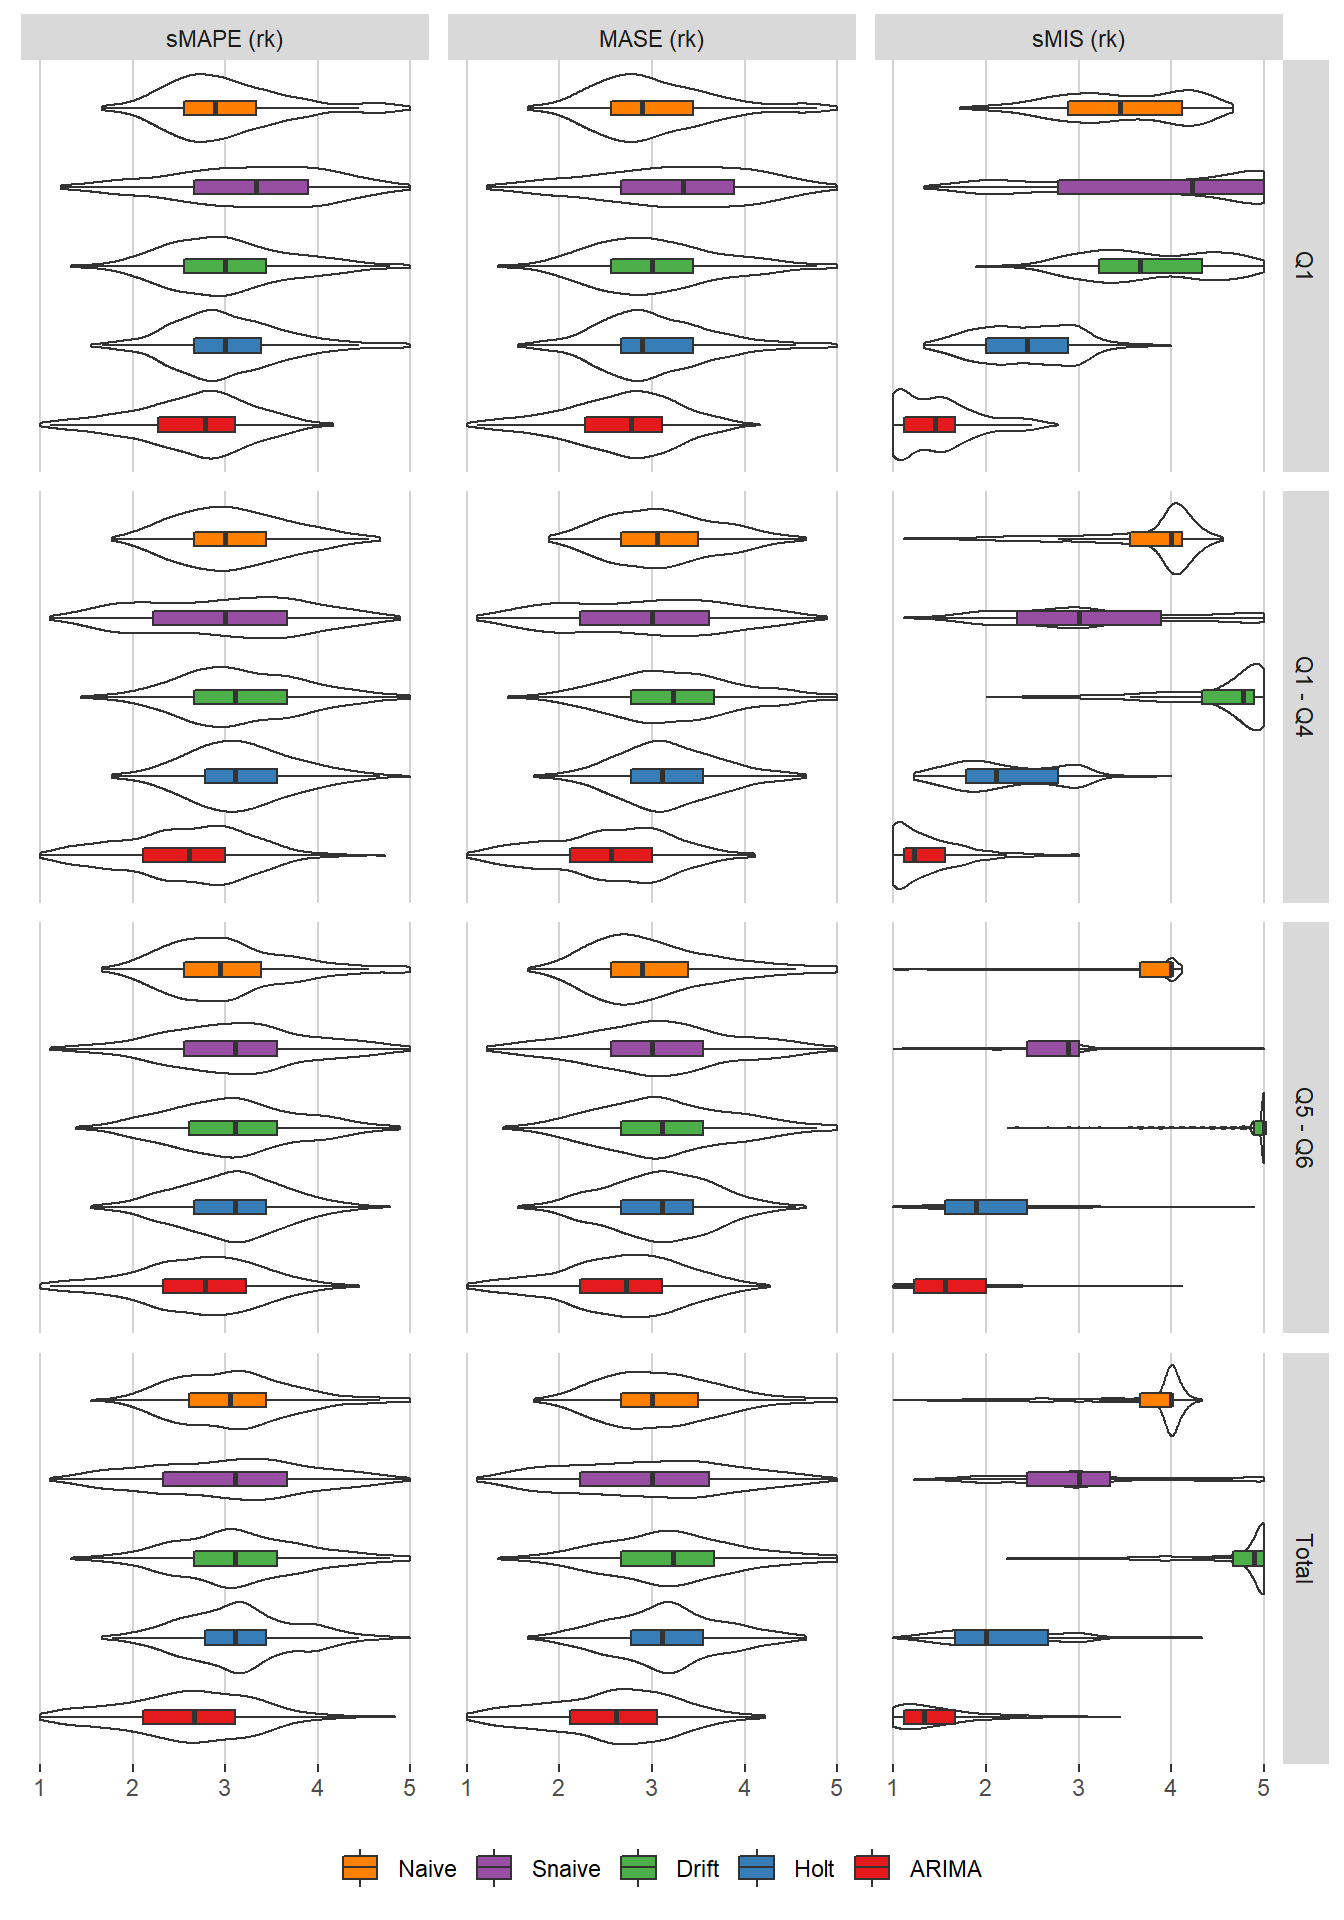 sMAPE (rk) MASE (rk) sMIS (rk)
Q1
Q1 - Q4
Q5 - Q6
Total
1 2 3 4 5 1 2 3 4 5 1 2 3 4 5
Naive Snaive Drift Holt ARIMA